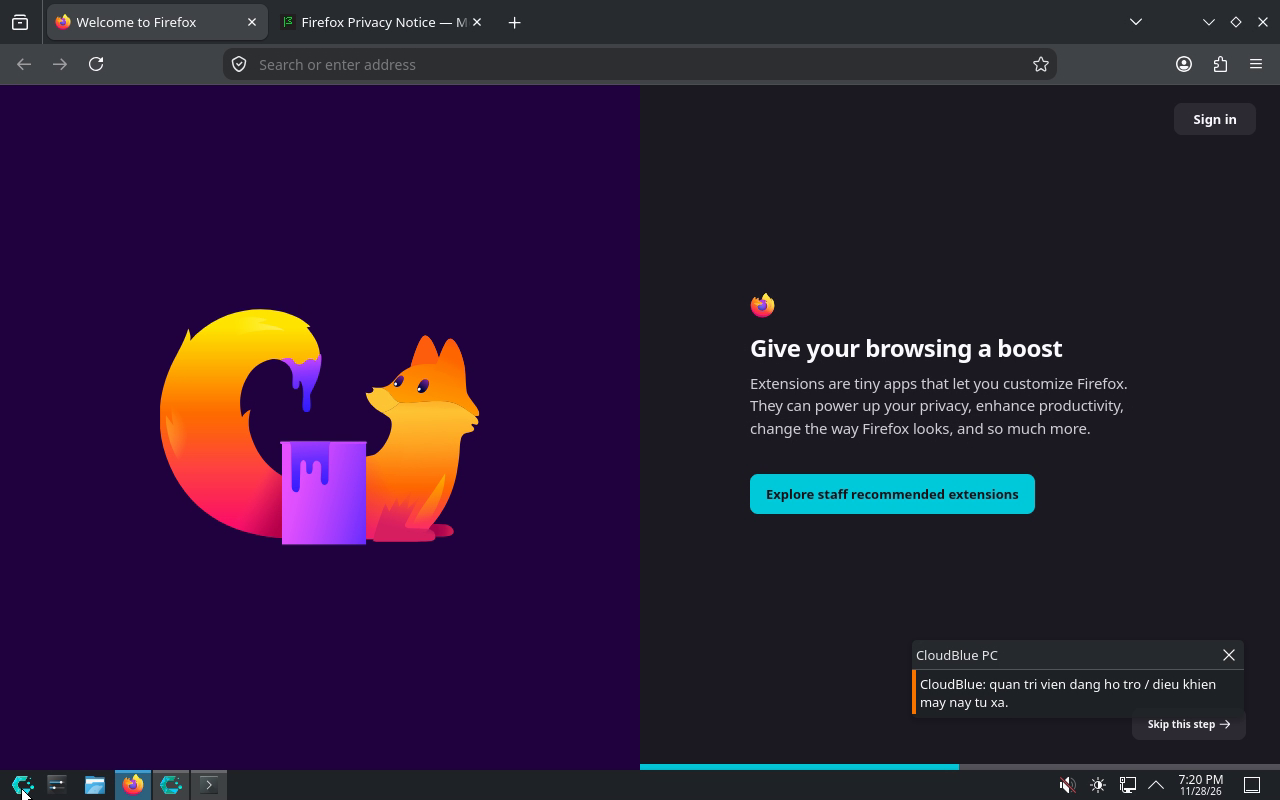 Welcome to Firefox
Firefox Privacy Notice — M
Search or enter address
Sign in
Give your browsing a boost
Extensions are tiny apps that let you customize Firefox.
They can power up your privacy, enhance productivity,
change the way Firefox looks, and so much more.
Explore staff recommended extensions
CloudBlue PC
CloudBlue: quan tri vien dang ho tro / dieu khien
may nay tu xa.
Skip this step
7:20 PM
11/28/26